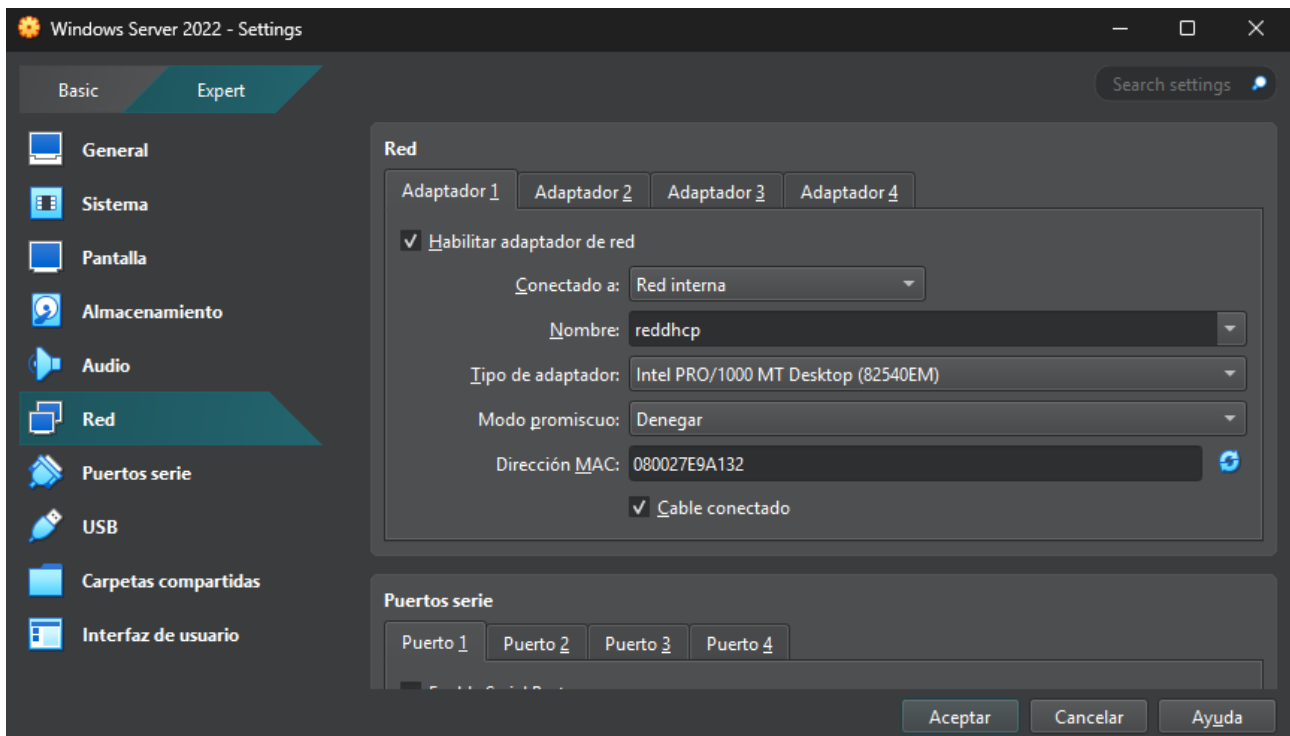 Windows Server 2022 - Settings
Basic
Expert
Search settings
General
Sistema
Pantalla
Almacenamiento
Audio
Red
Puertos serie
USB
Carpetas compartidas
Interfaz de usuario
Red
Adaptador 1
Adaptador 2
Adaptador 3
Adaptador 4
Habilitar adaptador de red
Conectado a: Red interna
Nombre: reddhcp
Tipo de adaptador: Intel PRO/1000 MT Desktop (82540EM)
Modo promiscuo: Denegar
Dirección MAC: 080027E9A132
Cable conectado
Puertos serie
Puerto 1
Puerto 2
Puerto 3
Puerto 4
Aceptar
Cancelar
Ayuda